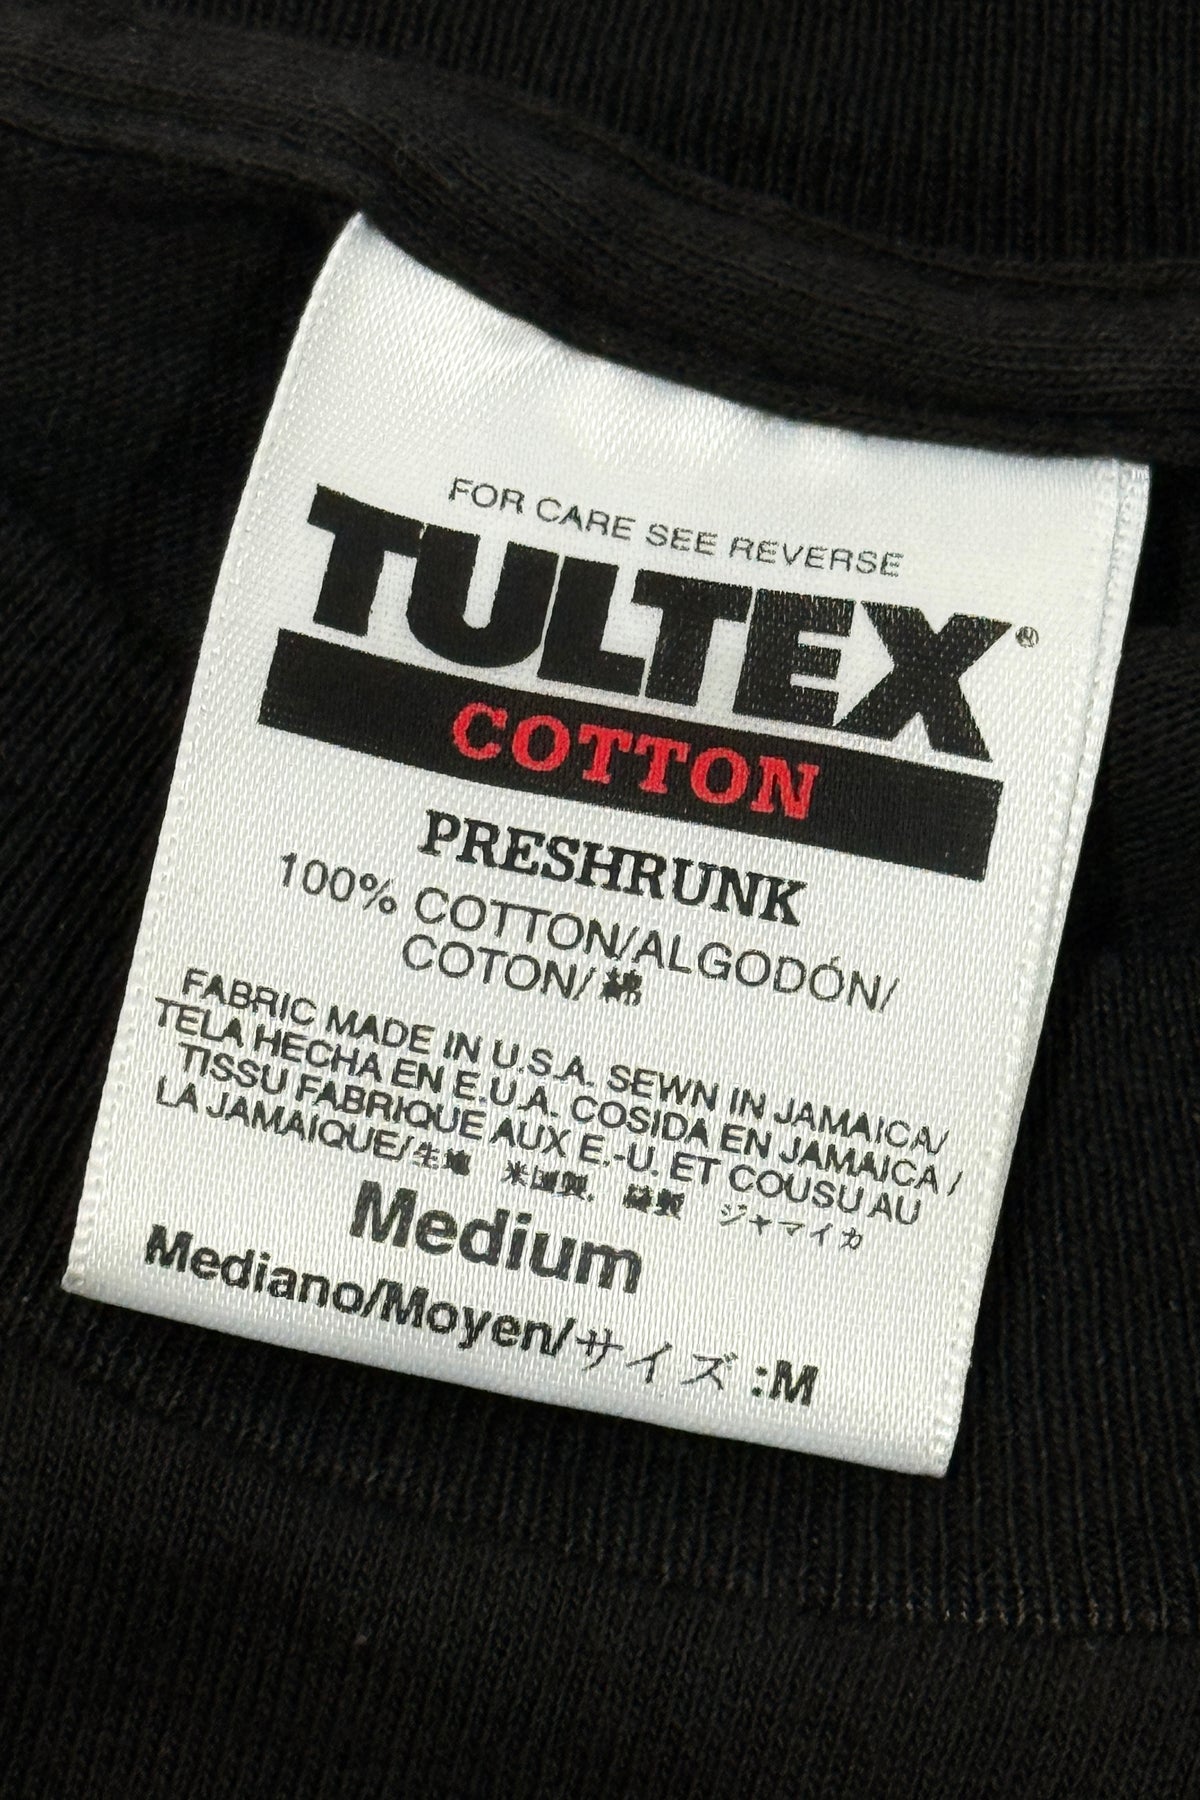 FOR CARE SEE REVERSE
TULTEX®
COTTON
PRESHRUNK
100% COTTON/ALGODÓN/
COTON/綿
FABRIC MADE IN U.S.A. SEWN IN JAMAICA/
TELA HECHA EN E.U.A. COSIDA EN JAMAICA/
TISSU FABRIQUE AUX E.-U. ET COUSU AU
LA JAMAÍQUE/生地 米国製, 縫製 ジャマイカ
Medium
Mediano/Moyen/サイズ :M